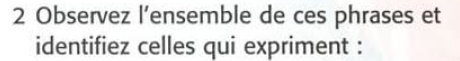 2 Observez l'ensemble de ces phrases et
identifiez celles qui expriment :